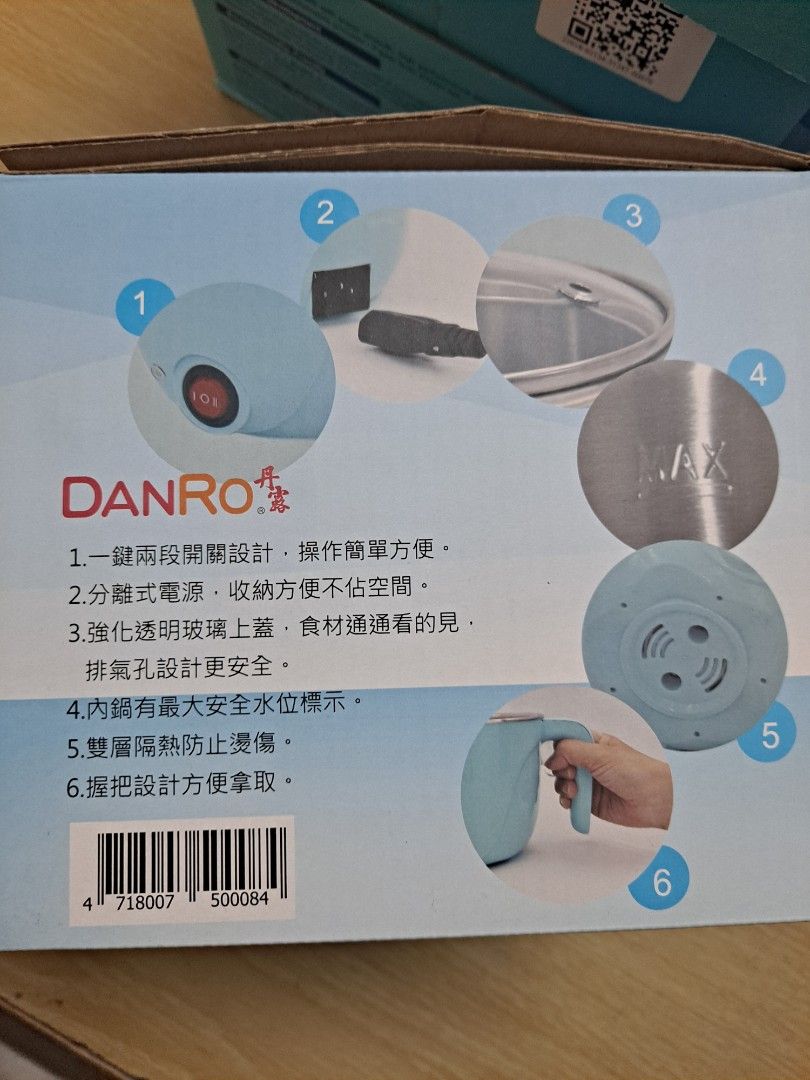 2
3
1
4
I O II
MAX
DANRO®丹露
1.一鍵兩段開關設計，操作簡單方便。
2.分離式電源，收納方便不佔空間。
3.強化透明玻璃上蓋，食材通通看的見，
排氣孔設計更安全。
4.內鍋有最大安全水位標示。
5.雙層隔熱防止燙傷。
6.握把設計方便拿取。
5
6
4 718007 500084